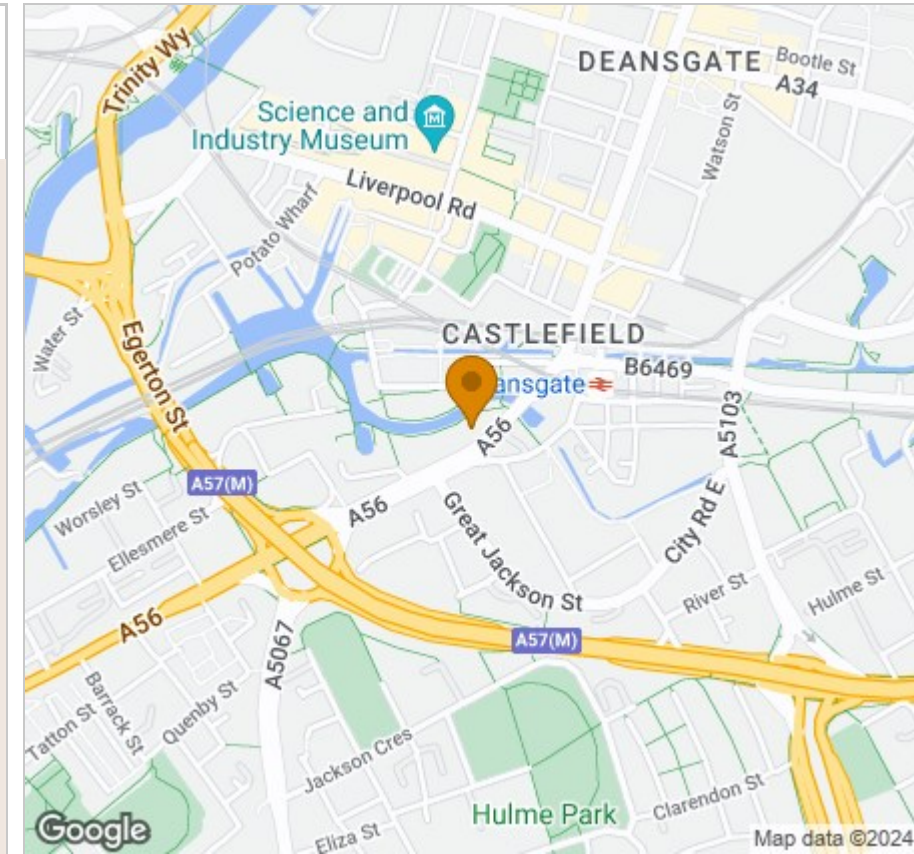 Trinity Wy
DEANSGATE
Bootle St
A34
Science and
Industry Museum
Watson St
Liverpool Rd
Potato Wharf
Water St
Egerton St
CASTLEFIELD
B6469
ansgate
A5103
A56
A57(M)
Worsley St
Ellesmere St
A56
Great Jackson St
City Rd E
River St
Hulme St
A56
A57(M)
A5067
Tatton St
Barrack St
Quenby St
Jackson Cres
Hulme Park
Clarendon St
Eliza St
Google
Map data ©2024